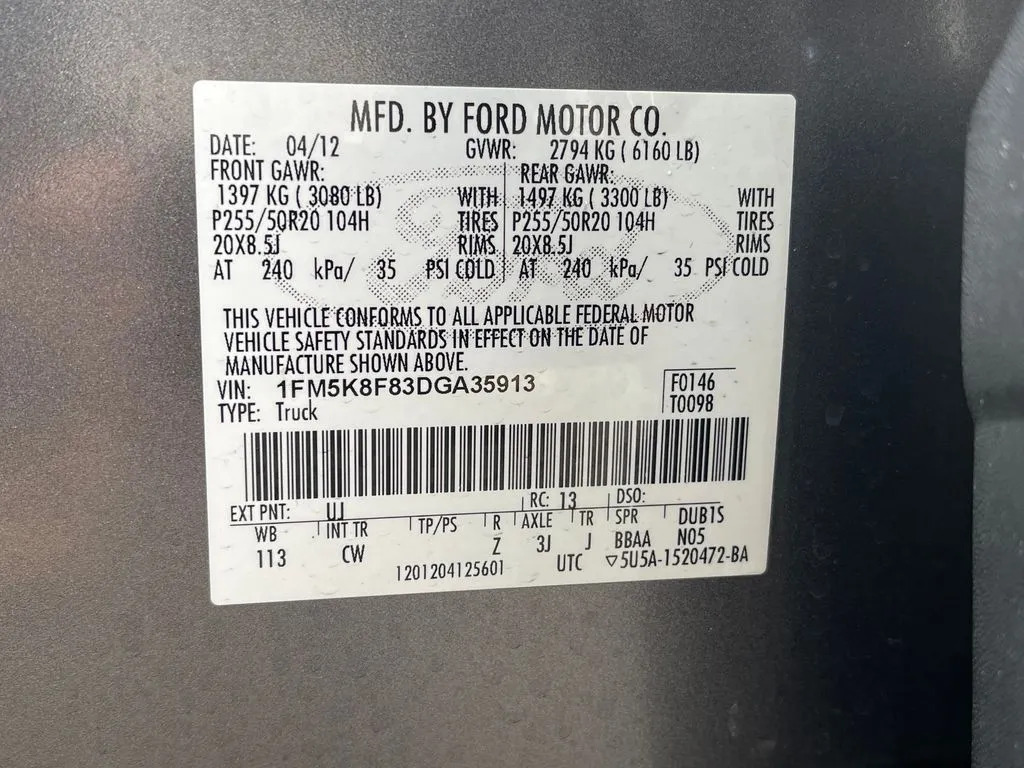 MFD. BY FORD MOTOR CO.
DATE: 04/12 GVWR: 2794 KG ( 6160 LB)
FRONT GAWR: REAR GAWR:
1397 KG ( 3080 LB) WITH 1497 KG ( 3300 LB) WITH
P255/50R20 104H TIRES P255/50R20 104H TIRES
20X8.5J RIMS 20X8.5J RIMS
AT 240 kPa/ 35 PSI COLD AT 240 kPa/ 35 PSI COLD
THIS VEHICLE CONFORMS TO ALL APPLICABLE FEDERAL MOTOR
VEHICLE SAFETY STANDARDS IN EFFECT ON THE DATE OF
MANUFACTURE SHOWN ABOVE.
VIN: 1FM5K8F83DGA35913 F0146
TYPE: Truck T0098
EXT PNT: UJ RC: 13 DSO:
WB INT TR TP/PS R AXLE TR SPR DUB1S
113 CW Z 3J J BBAA N05
1201204125601 UTC ▽5U5A-1520472-BA